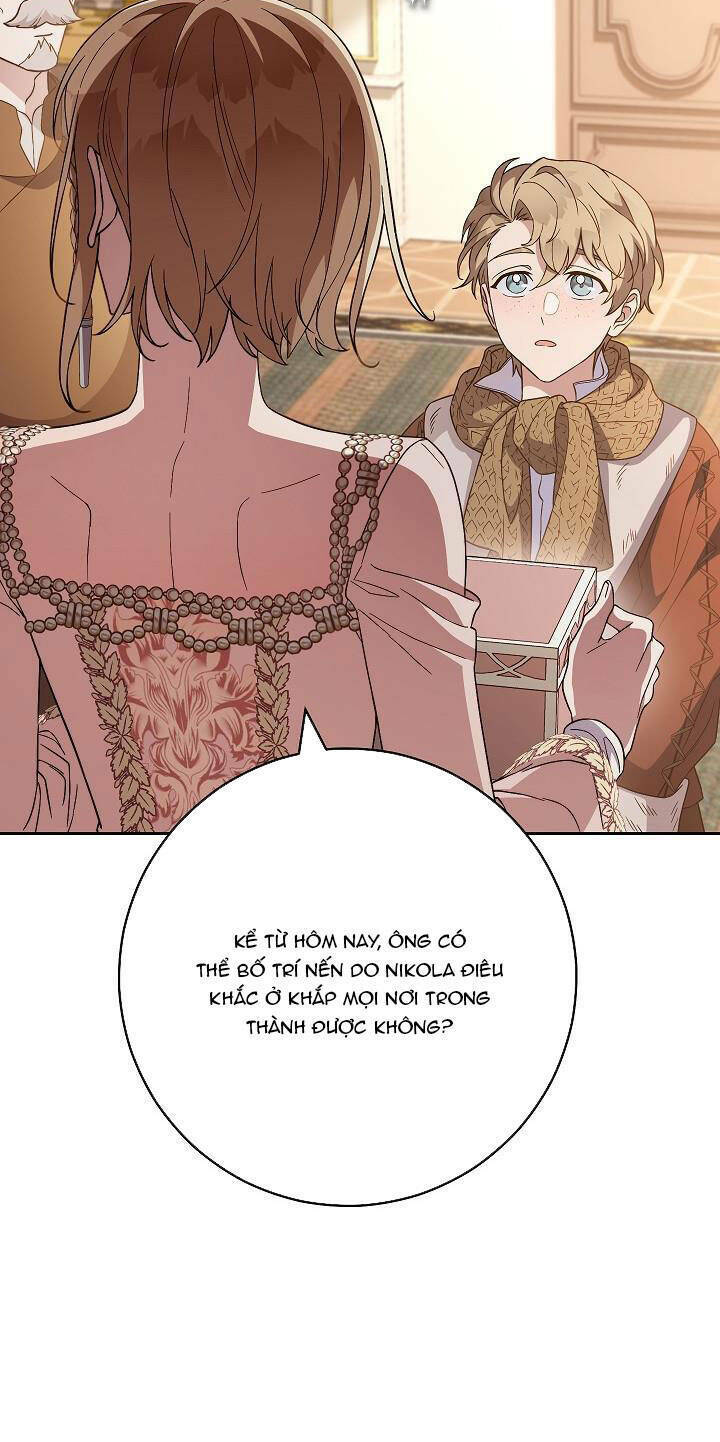 KỂ TỪ HÔM NAY, ÔNG CÓ
THỂ BỐ TRÍ NẾN DO NIKOLA ĐIÊU
KHẮC Ở KHẮP MỌI NƠI TRONG
THÀNH ĐƯỢC KHÔNG?